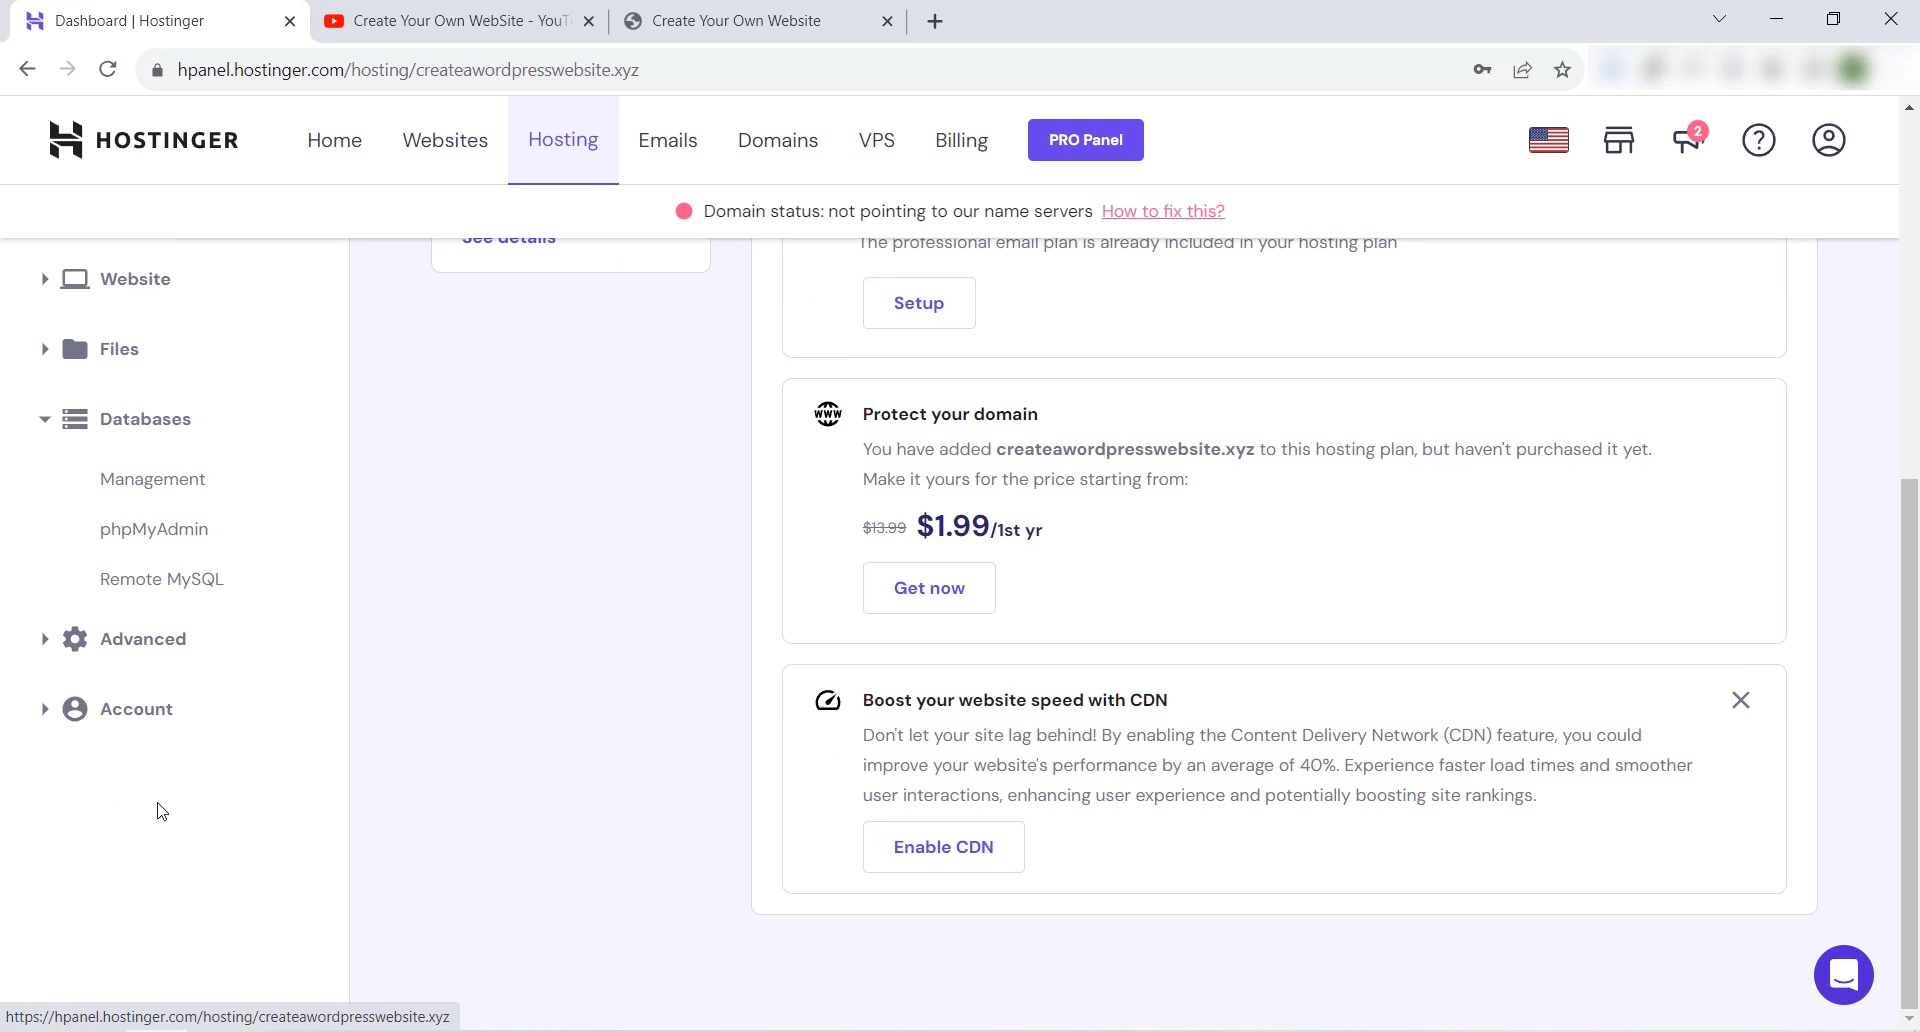 Dashboard | Hostinger
Create Your Own WebSite - YouT
Create Your Own Website
hpanel.hostinger.com/hosting/createawordpresswebsite.xyz
HOSTINGER
Home
Websites
Hosting
Emails
Domains
VPS
Billing
PRO Panel
2
Domain status: not pointing to our name servers How to fix this?
See details
The professional email plan is already included in your hosting plan
Website
Setup
Files
Databases
Management
phpMyAdmin
Remote MySQL
Advanced
Account
www
Protect your domain
You have added createawordpresswebsite.xyz to this hosting plan, but haven't purchased it yet.
Make it yours for the price starting from:
$13.99 $1.99/1st yr
Get now
Boost your website speed with CDN
Don't let your site lag behind! By enabling the Content Delivery Network (CDN) feature, you could
improve your website's performance by an average of 40%. Experience faster load times and smoother
user interactions, enhancing user experience and potentially boosting site rankings.
Enable CDN
https://hpanel.hostinger.com/hosting/createawordpresswebsite.xyz